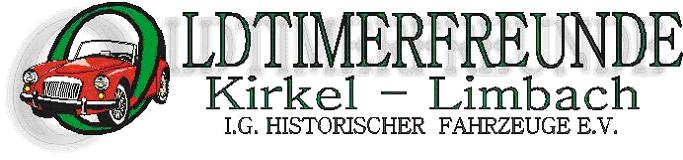 OLDTIMERFREUNDE
Kirkel - Limbach
I.G. HISTORISCHER FAHRZEUGE E.V.